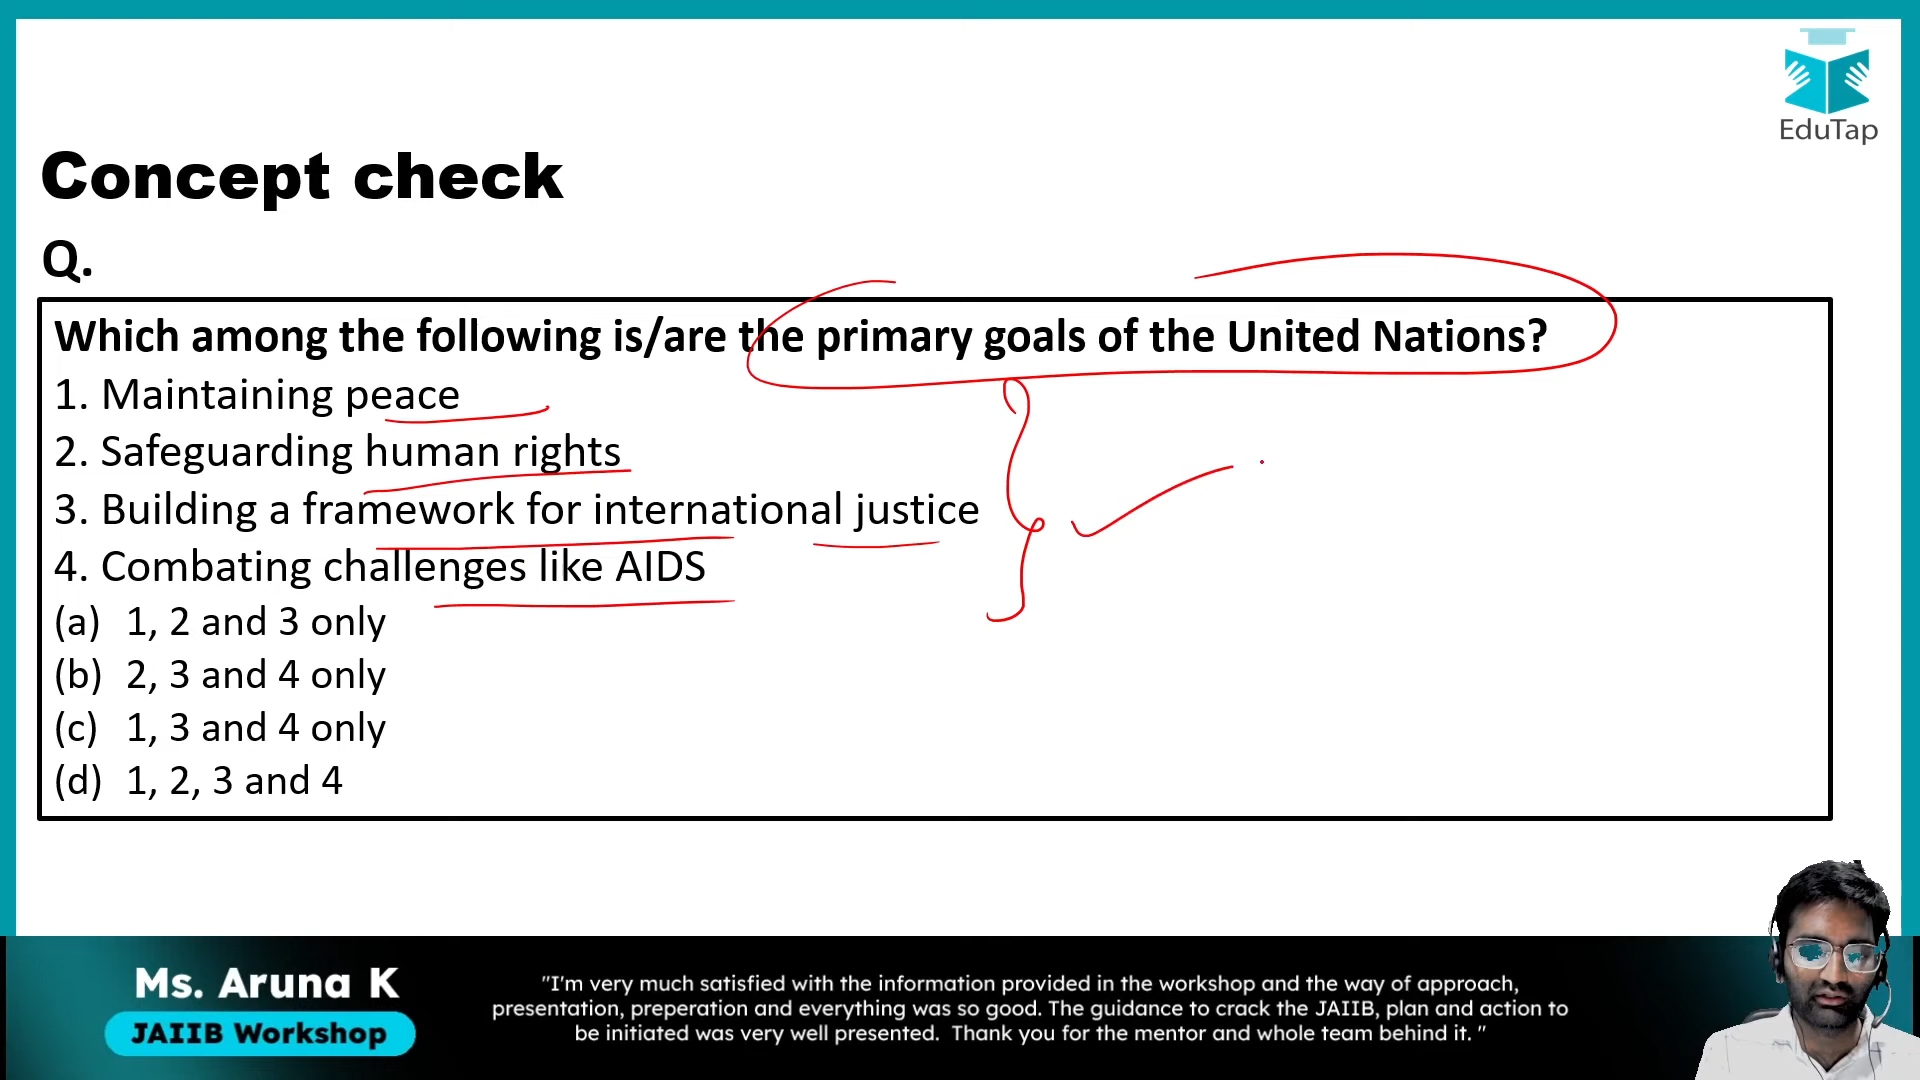 EduTap
Concept check
Q.
Which among the following is/are the primary goals of the United Nations?
1. Maintaining peace
2. Safeguarding human rights
3. Building a framework for international justice
4. Combating challenges like AIDS
(a) 1, 2 and 3 only
(b) 2, 3 and 4 only
(c) 1, 3 and 4 only
(d) 1, 2, 3 and 4
Ms. Aruna K
JAIIB Workshop
"I'm very much satisfied with the information provided in the workshop and the way of approach,
presentation, preperation and everything was so good. The guidance to crack the JAIIB, plan and action to
be initiated was very well presented. Thank you for the mentor and whole team behind it. "